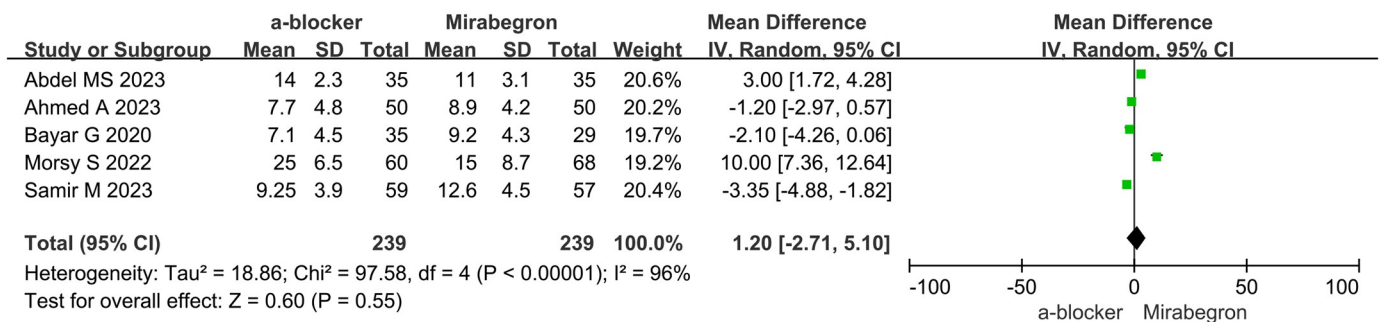 a-blocker Mirabegron Mean Difference Mean Difference
Study or Subgroup Mean SD Total Mean SD Total Weight IV, Random, 95% CI IV, Random, 95% CI
Abdel MS 2023 14 2.3 35 11 3.1 35 20.6% 3.00 [1.72, 4.28]
Ahmed A 2023 7.7 4.8 50 8.9 4.2 50 20.2% -1.20 [-2.97, 0.57]
Bayar G 2020 7.1 4.5 35 9.2 4.3 29 19.7% -2.10 [-4.26, 0.06]
Morsy S 2022 25 6.5 60 15 8.7 68 19.2% 10.00 [7.36, 12.64]
Samir M 2023 9.25 3.9 59 12.6 4.5 57 20.4% -3.35 [-4.88, -1.82]
Total (95% CI) 239 239 100.0% 1.20 [-2.71, 5.10]
Heterogeneity: Tau² = 18.86; Chi² = 97.58, df = 4 (P < 0.00001); I² = 96%
Test for overall effect: Z = 0.60 (P = 0.55)
-100 -50 0 50 100
a-blocker Mirabegron